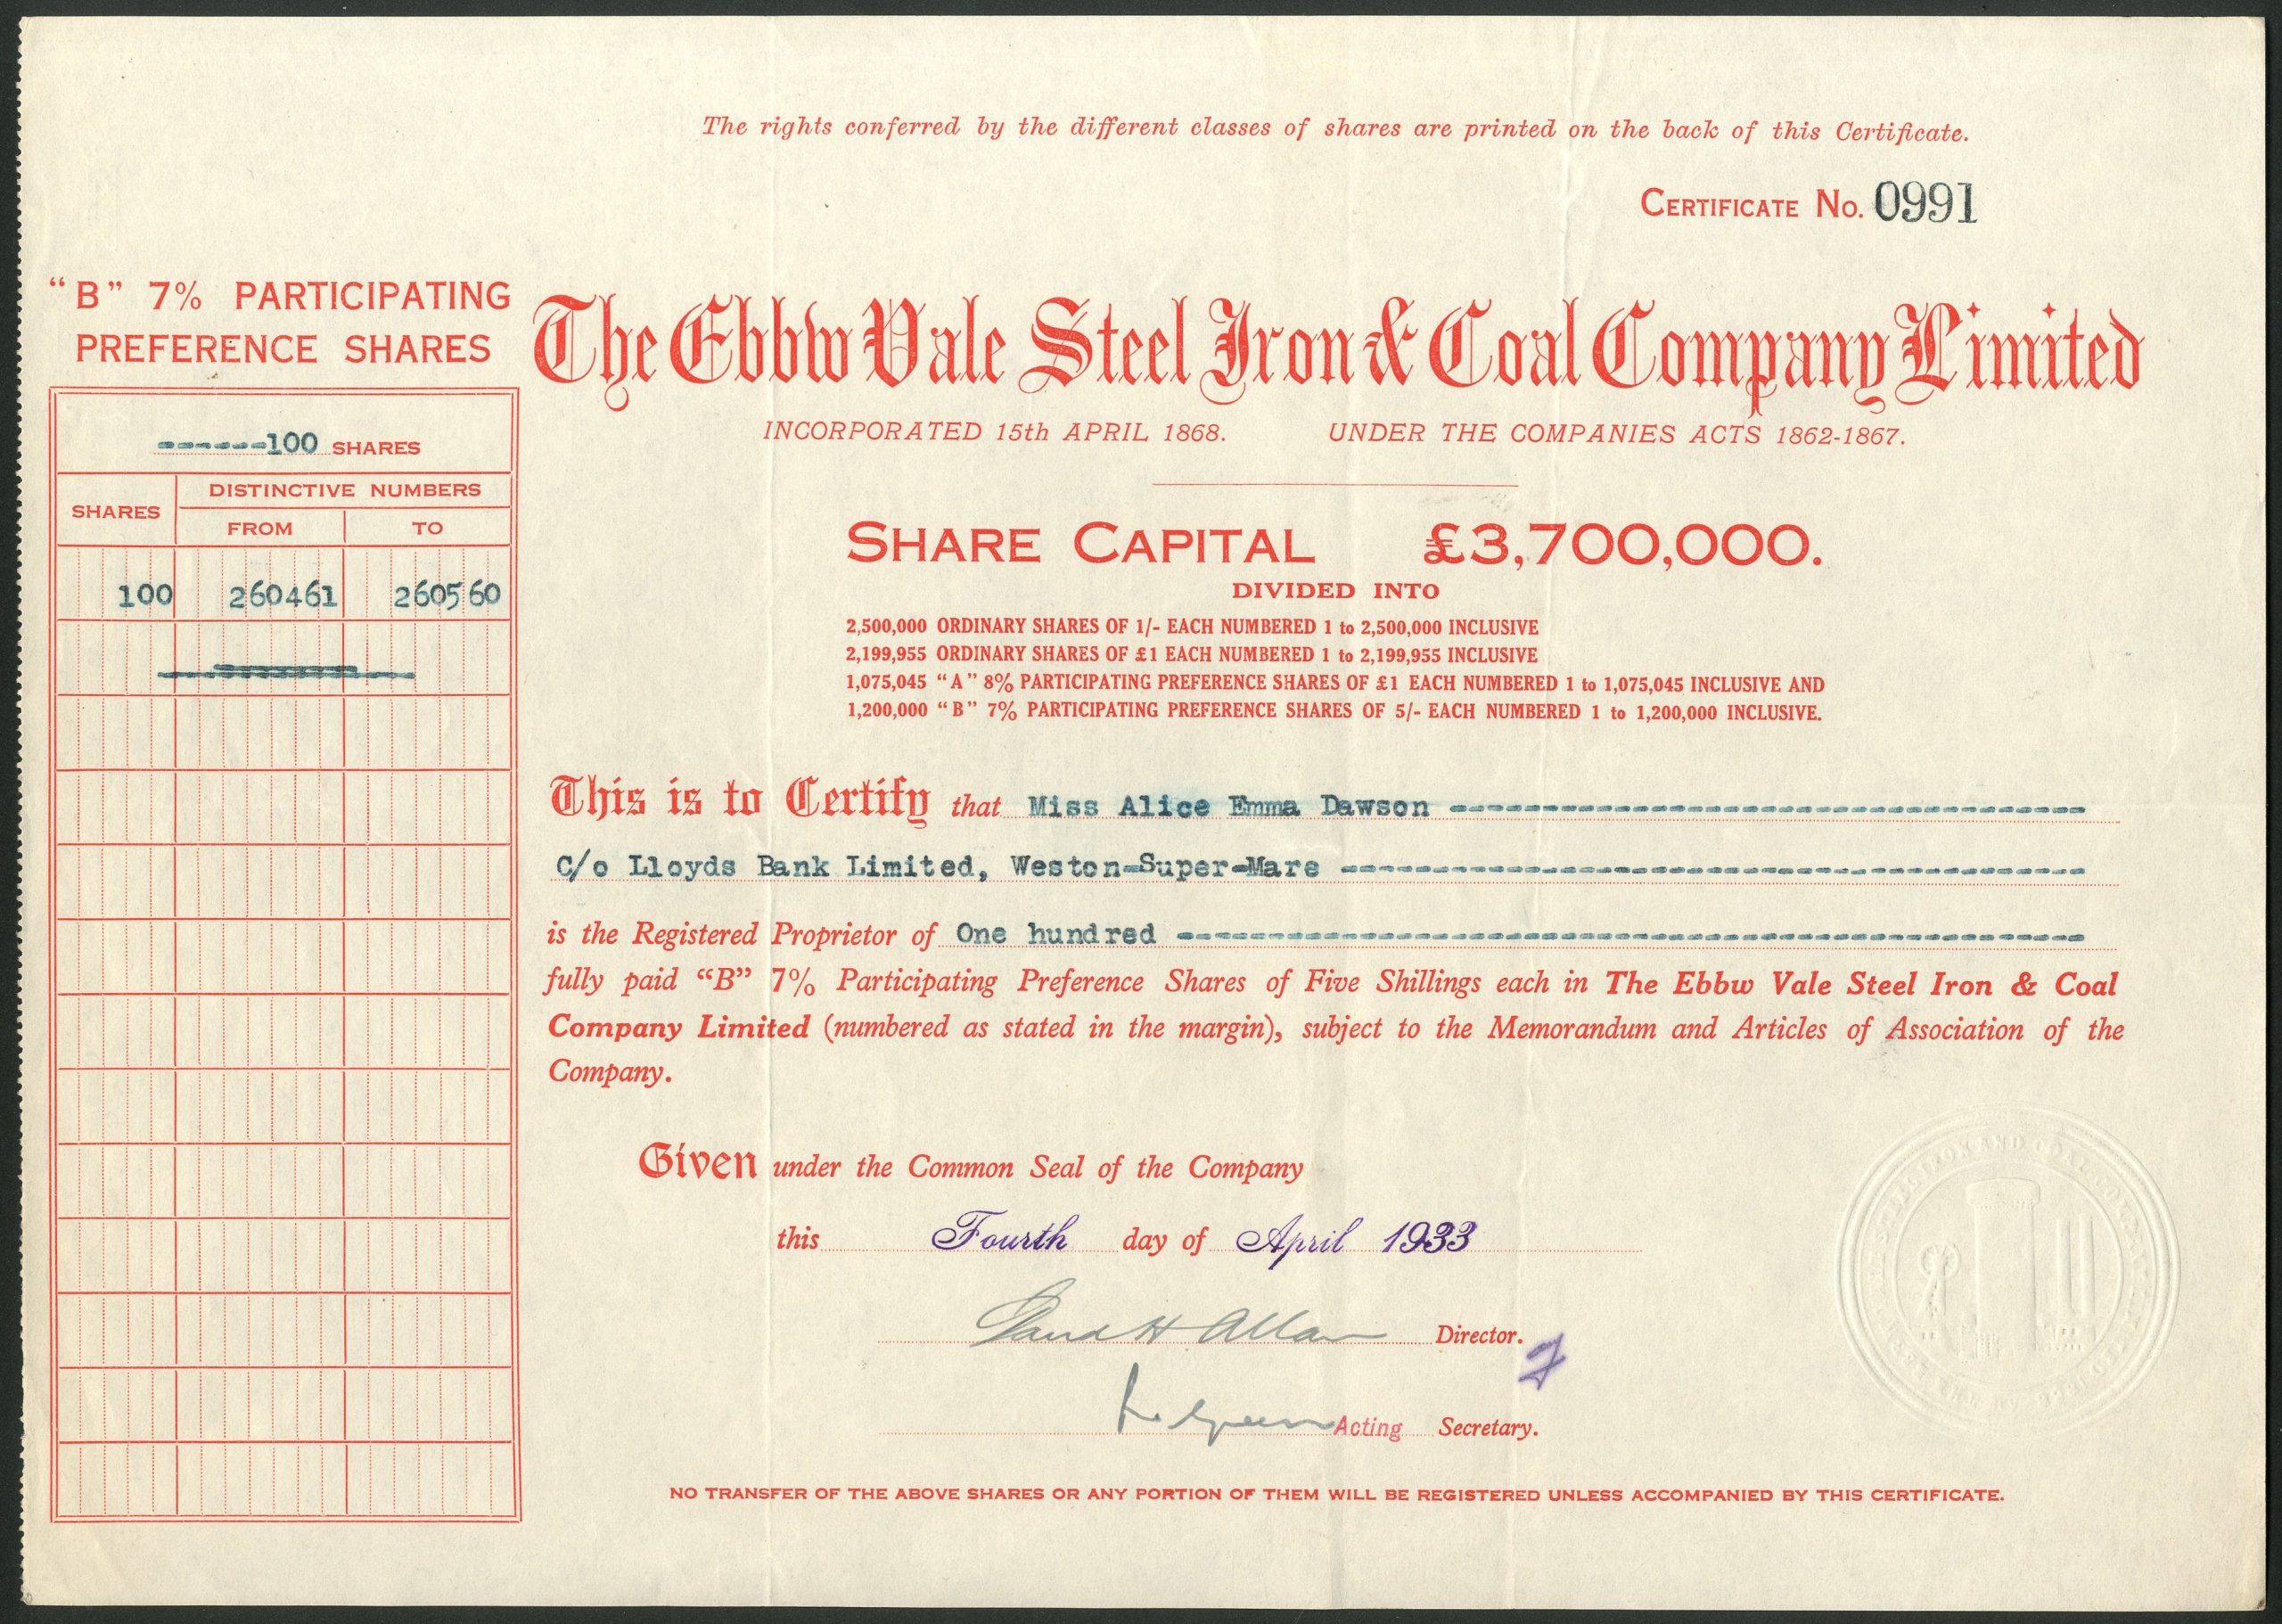 The rights conferred by the different classes of shares are printed on the back of this Certificate.
CERTIFICATE No. 0991
"B" 7% PARTICIPATING
PREFERENCE SHARES
------100 SHARES
SHARES
DISTINCTIVE NUMBERS
FROM TO
100 260461 260560
The Ebbw Vale Steel Iron & Coal Company Limited
INCORPORATED 15th APRIL 1868. UNDER THE COMPANIES ACTS 1862-1867.
SHARE CAPITAL £3,700,000.
DIVIDED INTO
2,500,000 ORDINARY SHARES OF 1/- EACH NUMBERED 1 to 2,500,000 INCLUSIVE
2,199,955 ORDINARY SHARES OF £1 EACH NUMBERED 1 to 2,199,955 INCLUSIVE
1,075,045 "A" 8% PARTICIPATING PREFERENCE SHARES OF £1 EACH NUMBERED 1 to 1,075,045 INCLUSIVE AND
1,200,000 "B" 7% PARTICIPATING PREFERENCE SHARES OF 5/- EACH NUMBERED 1 to 1,200,000 INCLUSIVE.
This is to Certify that Miss Alice Emma Dawson
C/o Lloyds Bank Limited, Weston-Super-Mare
is the Registered Proprietor of One hundred
fully paid "B" 7% Participating Preference Shares of Five Shillings each in The Ebbw Vale Steel Iron & Coal
Company Limited (numbered as stated in the margin), subject to the Memorandum and Articles of Association of the
Company.
Given under the Common Seal of the Company
this Fourth day of April 1933
David H Allan Director.
Acting Secretary.
NO TRANSFER OF THE ABOVE SHARES OR ANY PORTION OF THEM WILL BE REGISTERED UNLESS ACCOMPANIED BY THIS CERTIFICATE.